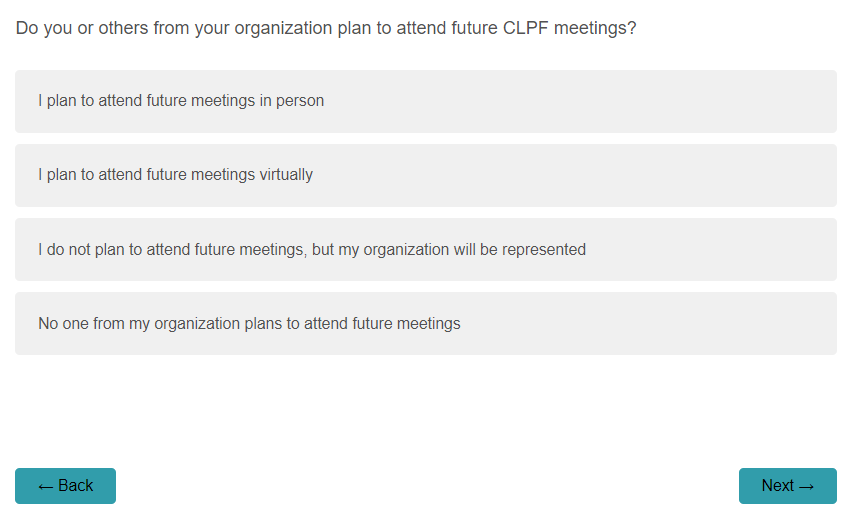 Do you or others from your organization plan to attend future CLPF meetings?
I plan to attend future meetings in person
I plan to attend future meetings virtually
I do not plan to attend future meetings, but my organization will be represented
No one from my organization plans to attend future meetings
← Back
Next →